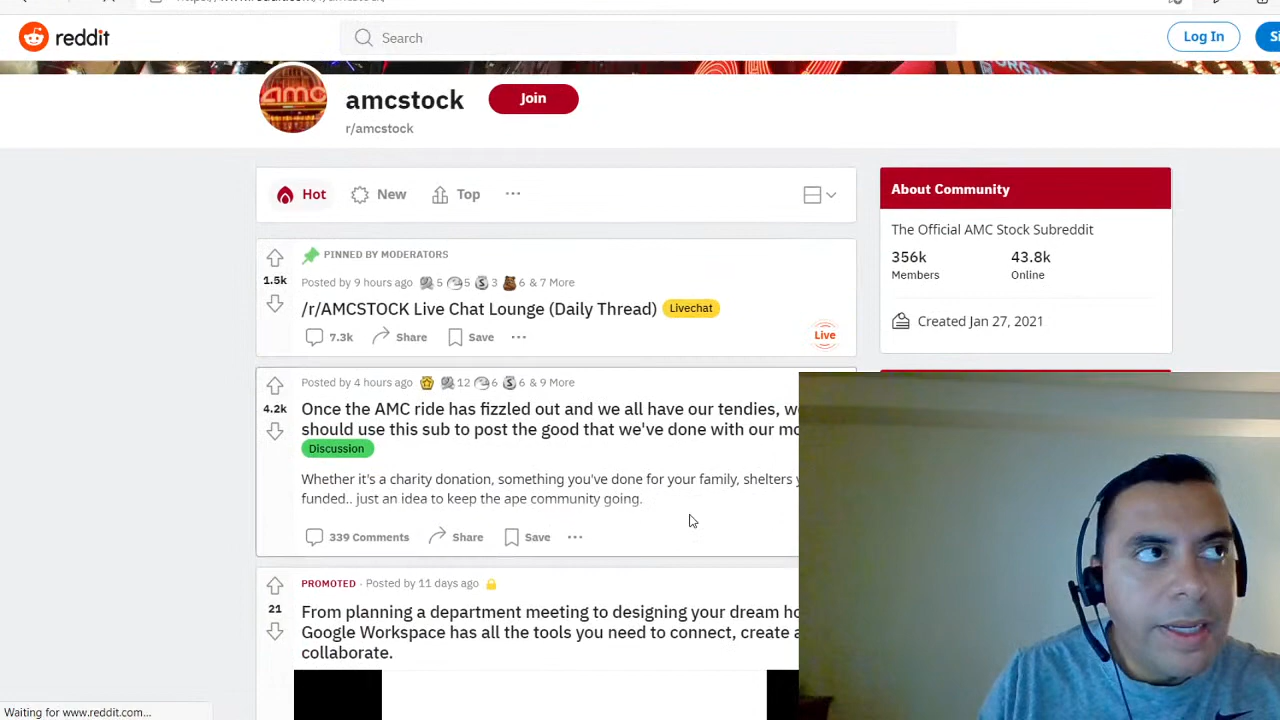 reddit
Search
Log In
amc
amcstock
Join
r/amcstock
Hot
New
Top
...
About Community
The Official AMC Stock Subreddit
356k
43.8k
Members
Online
Created Jan 27, 2021
PINNED BY MODERATORS
1.5k
Posted by 9 hours ago 5 5 3 6 & 7 More
/r/AMCSTOCK Live Chat Lounge (Daily Thread) Livechat
7.3k Share Save ...
Live
4.2k
Posted by 4 hours ago 12 6 6 & 9 More
Once the AMC ride has fizzled out and we all have our tendies,
should use this sub to post the good that we've done with our
Discussion
Whether it's a charity donation, something you've done for your family, shelters
funded.. just an idea to keep the ape community going.
339 Comments Share Save ...
21
PROMOTED · Posted by 11 days ago
From planning a department meeting to designing your dream
Google Workspace has all the tools you need to connect, create
collaborate.
Waiting for www.reddit.com...